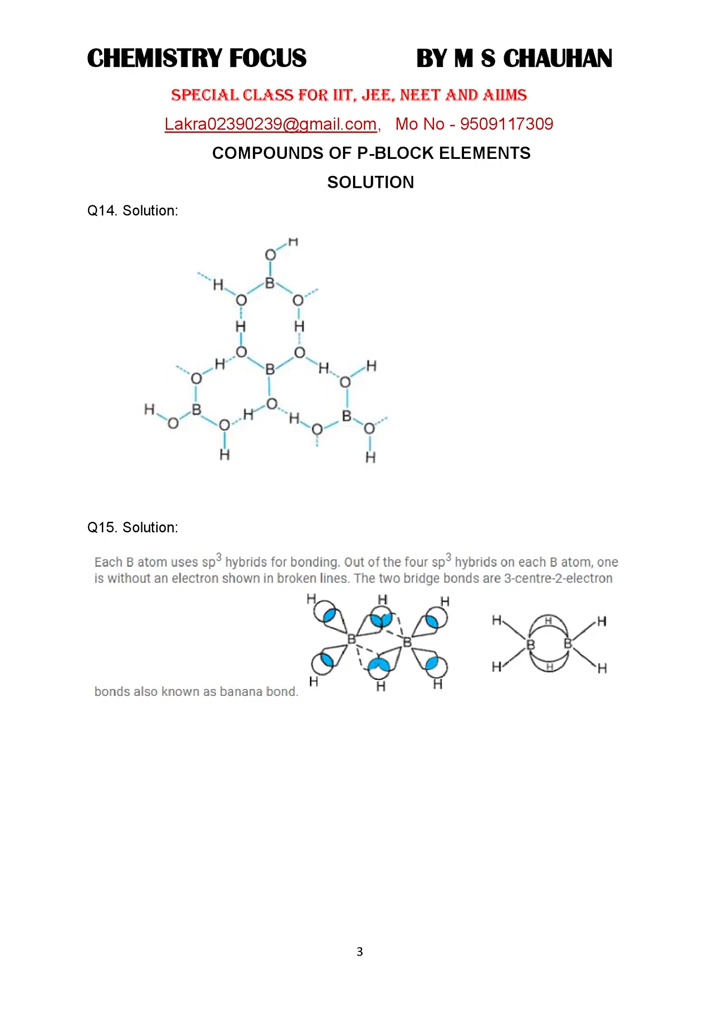 CHEMISTRY FOCUS BY M S CHAUHAN
SPECIAL CLASS FOR IIT, JEE, NEET AND AIIMS
Lakra02390239@gmail.com, Mo No - 9509117309
COMPOUNDS OF P-BLOCK ELEMENTS
SOLUTION
Q14. Solution:
H
O
H B
O O
H H
O O
H B H H
O O
H B O B
O O H H O O
H H
Q15. Solution:
Each B atom uses sp3 hybrids for bonding. Out of the four sp3 hybrids on each B atom, one
is without an electron shown in broken lines. The two bridge bonds are 3-centre-2-electron
H H H H H H
B B B B
H H H H H H
bonds also known as banana bond.
3